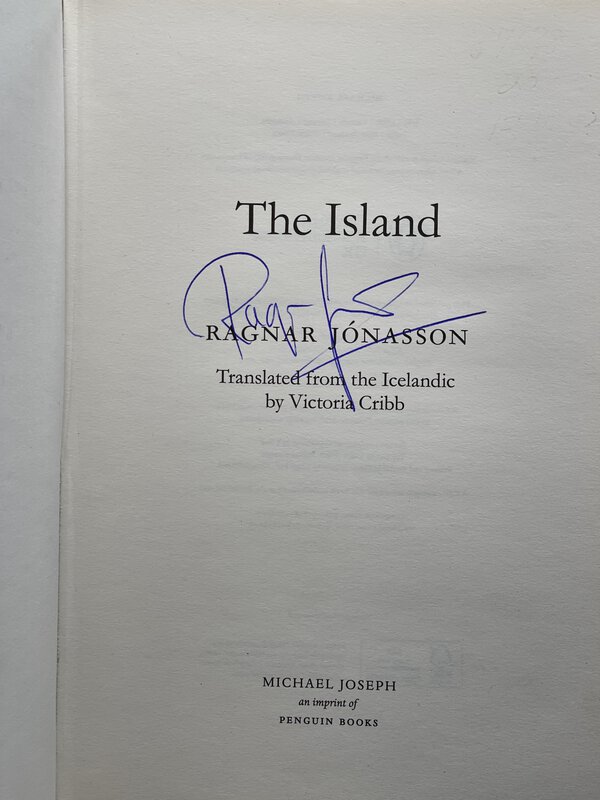 The Island
RAGNAR JÓNASSON
Translated from the Icelandic
by Victoria Cribb
MICHAEL JOSEPH
an imprint of
PENGUIN BOOKS